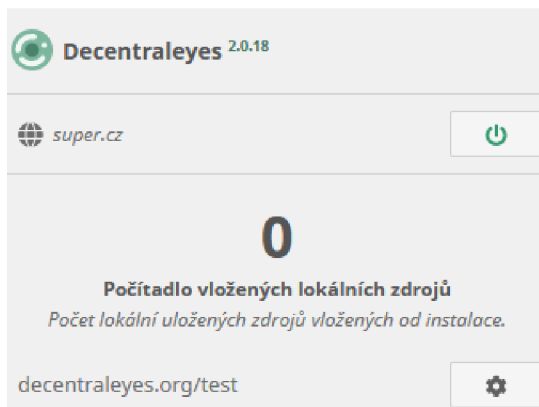 Decentraleyes 2.0.18
super.cz
0
Počítadlo vložených lokálních zdrojů
Počet lokální uložených zdrojů vložených od instalace.
decentraleyes.org/test